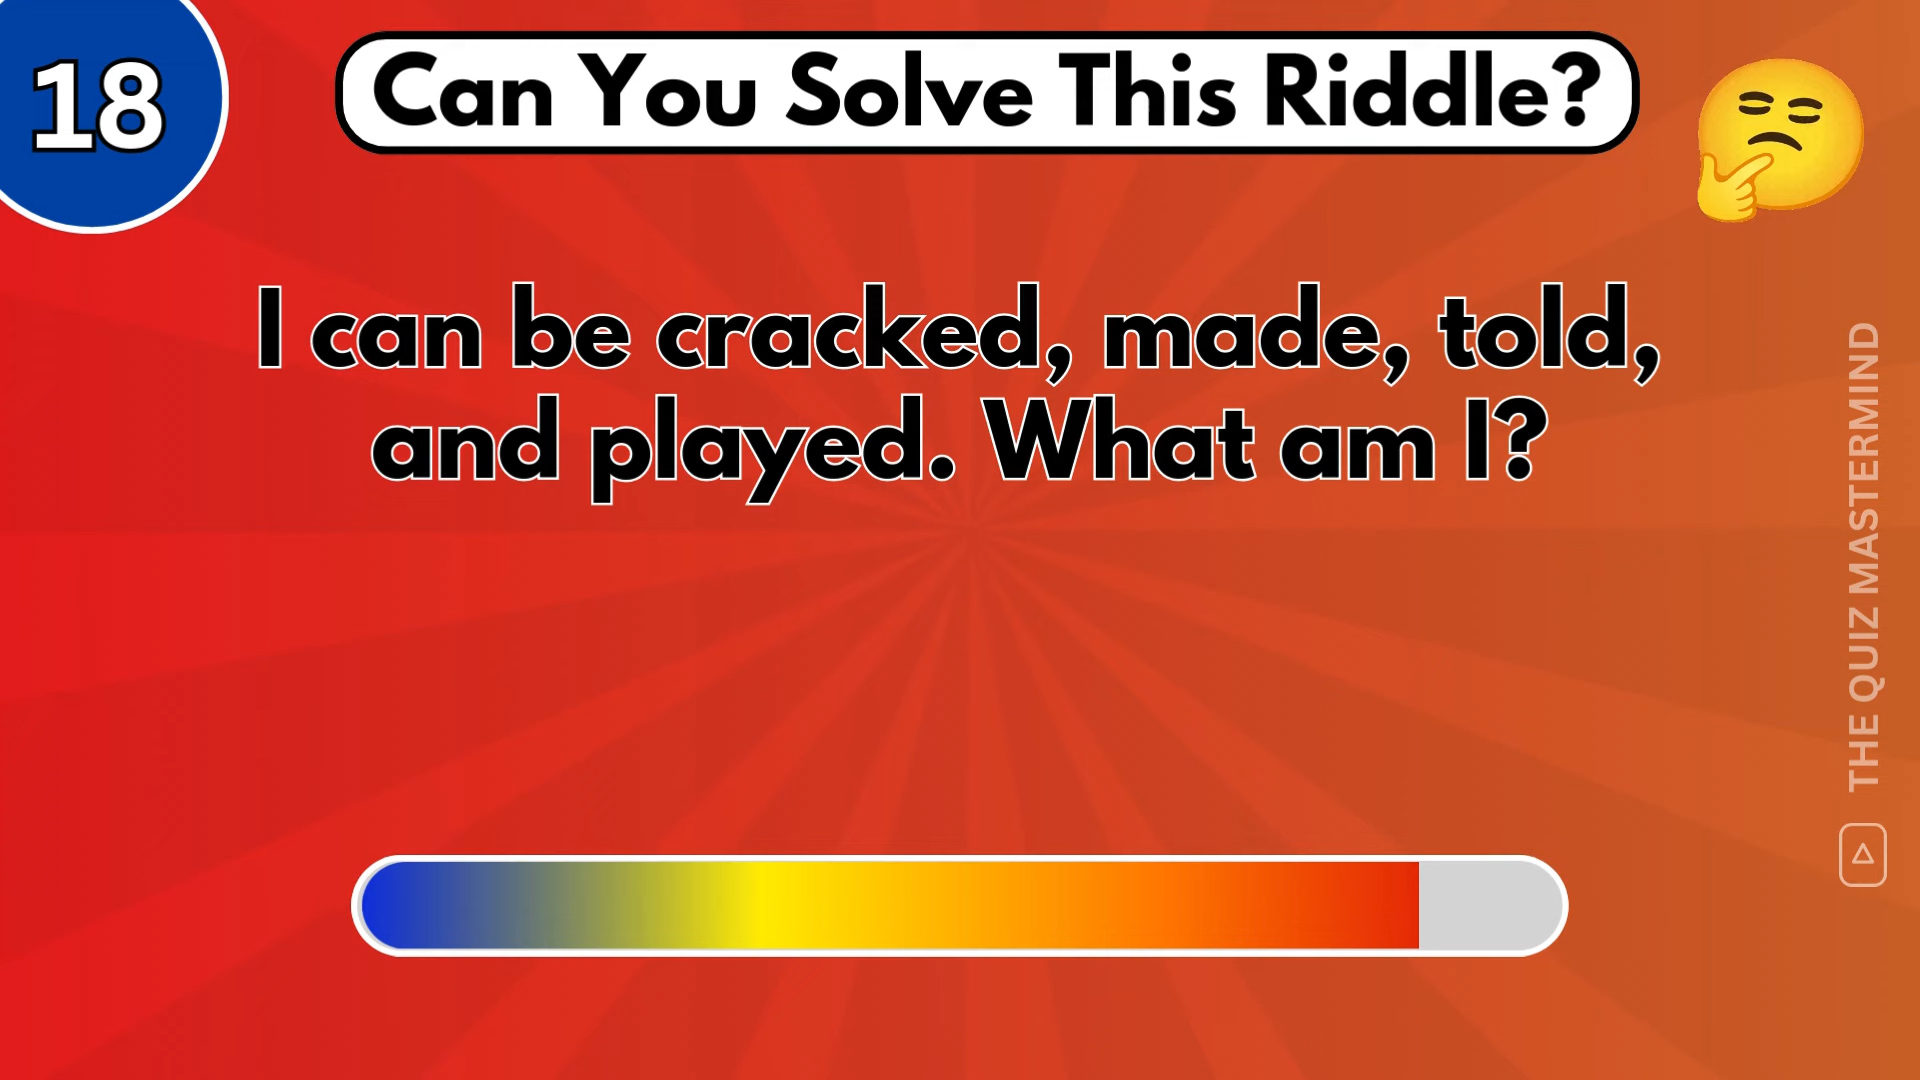 18
Can You Solve This Riddle?
I can be cracked, made, told,
and played. What am I?
THE QUIZ MASTERMIND